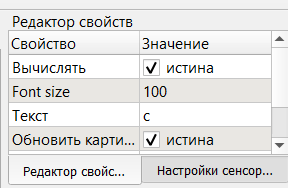 Редактор свойств
Свойство Значение
Вычислять истина
Font size 100
Текст с
Обновить карти... истина
Редактор свойс... Настройки сенсор...